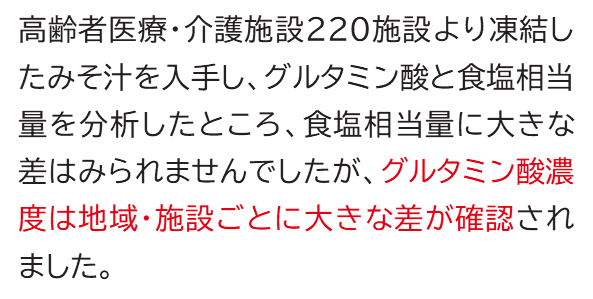 高齢者医療・介護施設220施設より凍結し
たみそ汁を入手し、グルタミン酸と食塩相当
量を分析したところ、食塩相当量に大きな
差はみられませんでしたが、グルタミン酸濃
度は地域・施設ごとに大きな差が確認され
ました。